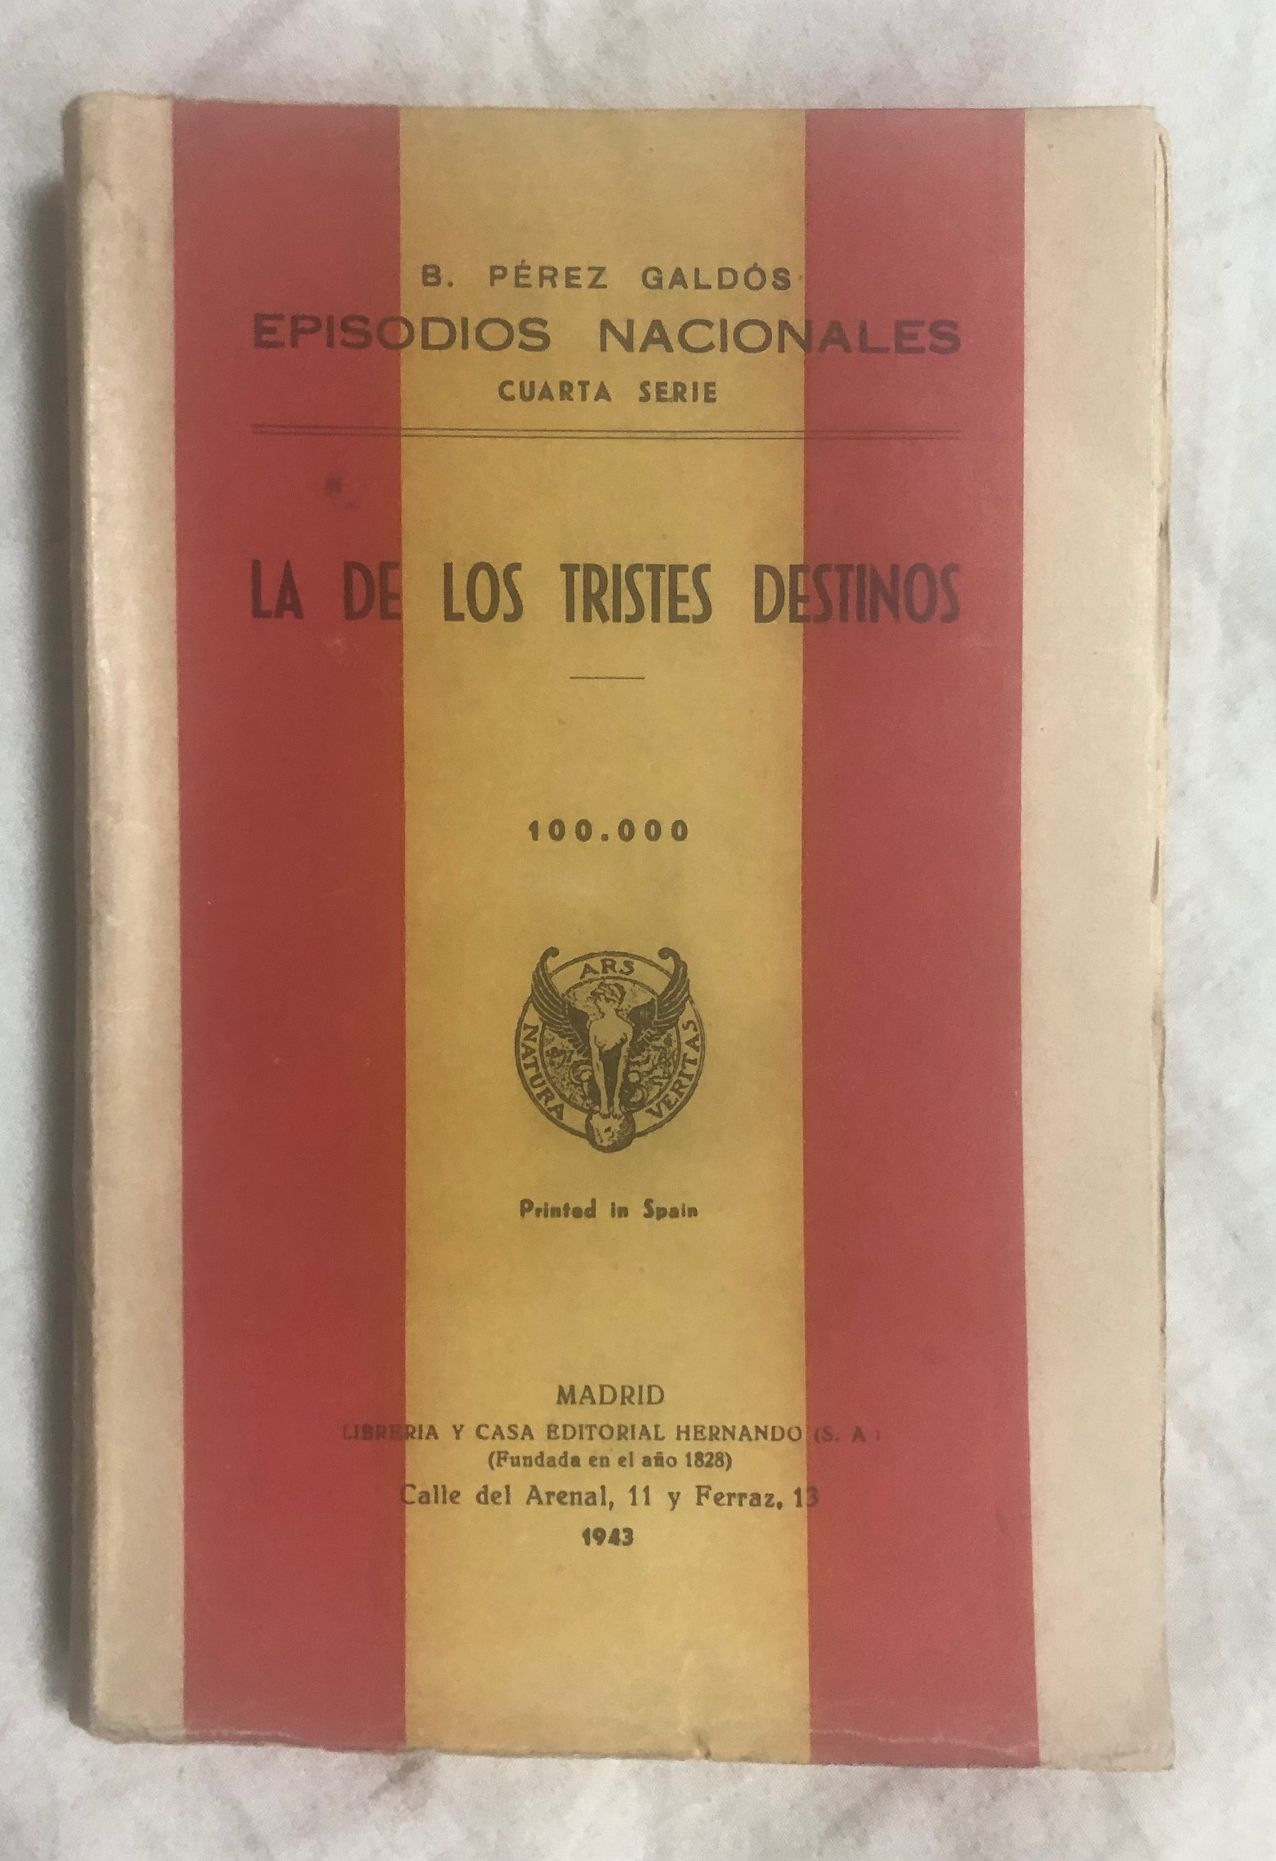 B. PÉREZ GALDÓS
EPISODIOS NACIONALES
CUARTA SERIE
LA DE LOS TRISTES DESTINOS
100.000
ARS
NATURA
VERITAS
Printed in Spain
MADRID
LIBRERIA Y CASA EDITORIAL HERNANDO (S. A.)
(Fundada en el año 1828)
Calle del Arenal, 11 y Ferraz, 13
1943